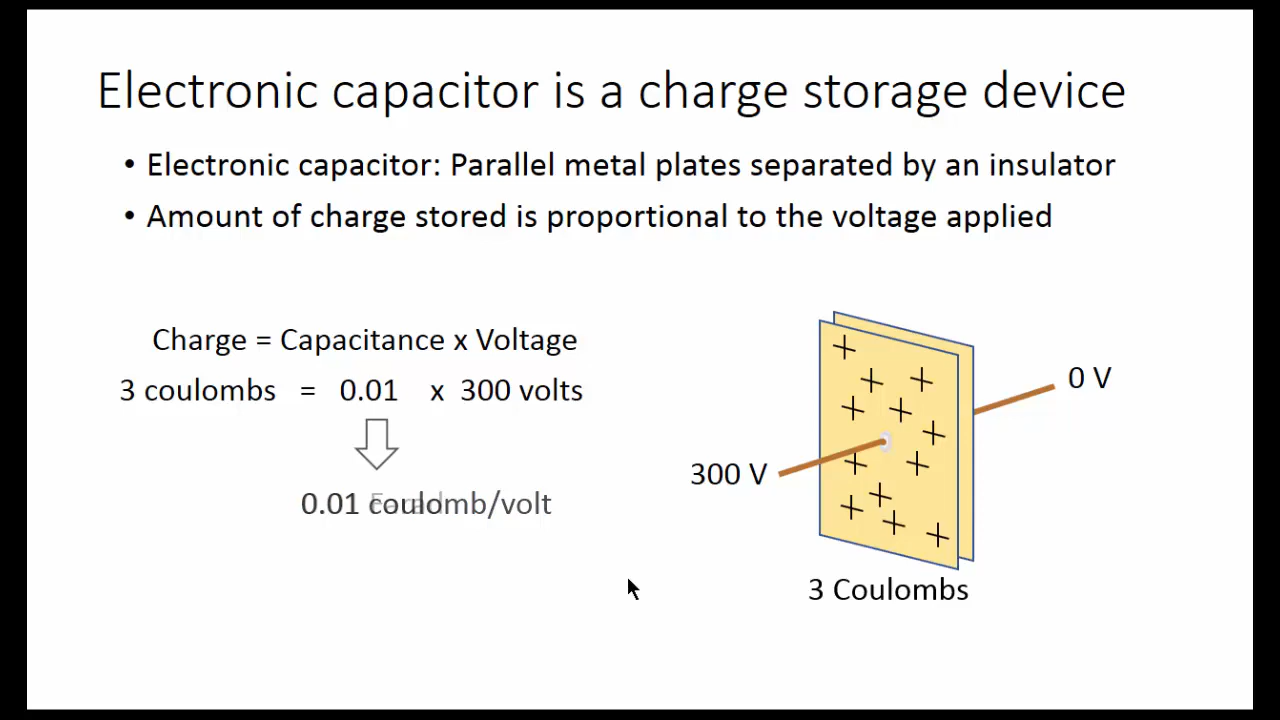 Electronic capacitor is a charge storage device
• Electronic capacitor: Parallel metal plates separated by an insulator
• Amount of charge stored is proportional to the voltage applied
Charge = Capacitance x Voltage
3 coulombs = 0.01 x 300 volts
0.01 coulomb/volt
300 V
0 V
+ + + + + + + + + + + + +
3 Coulombs